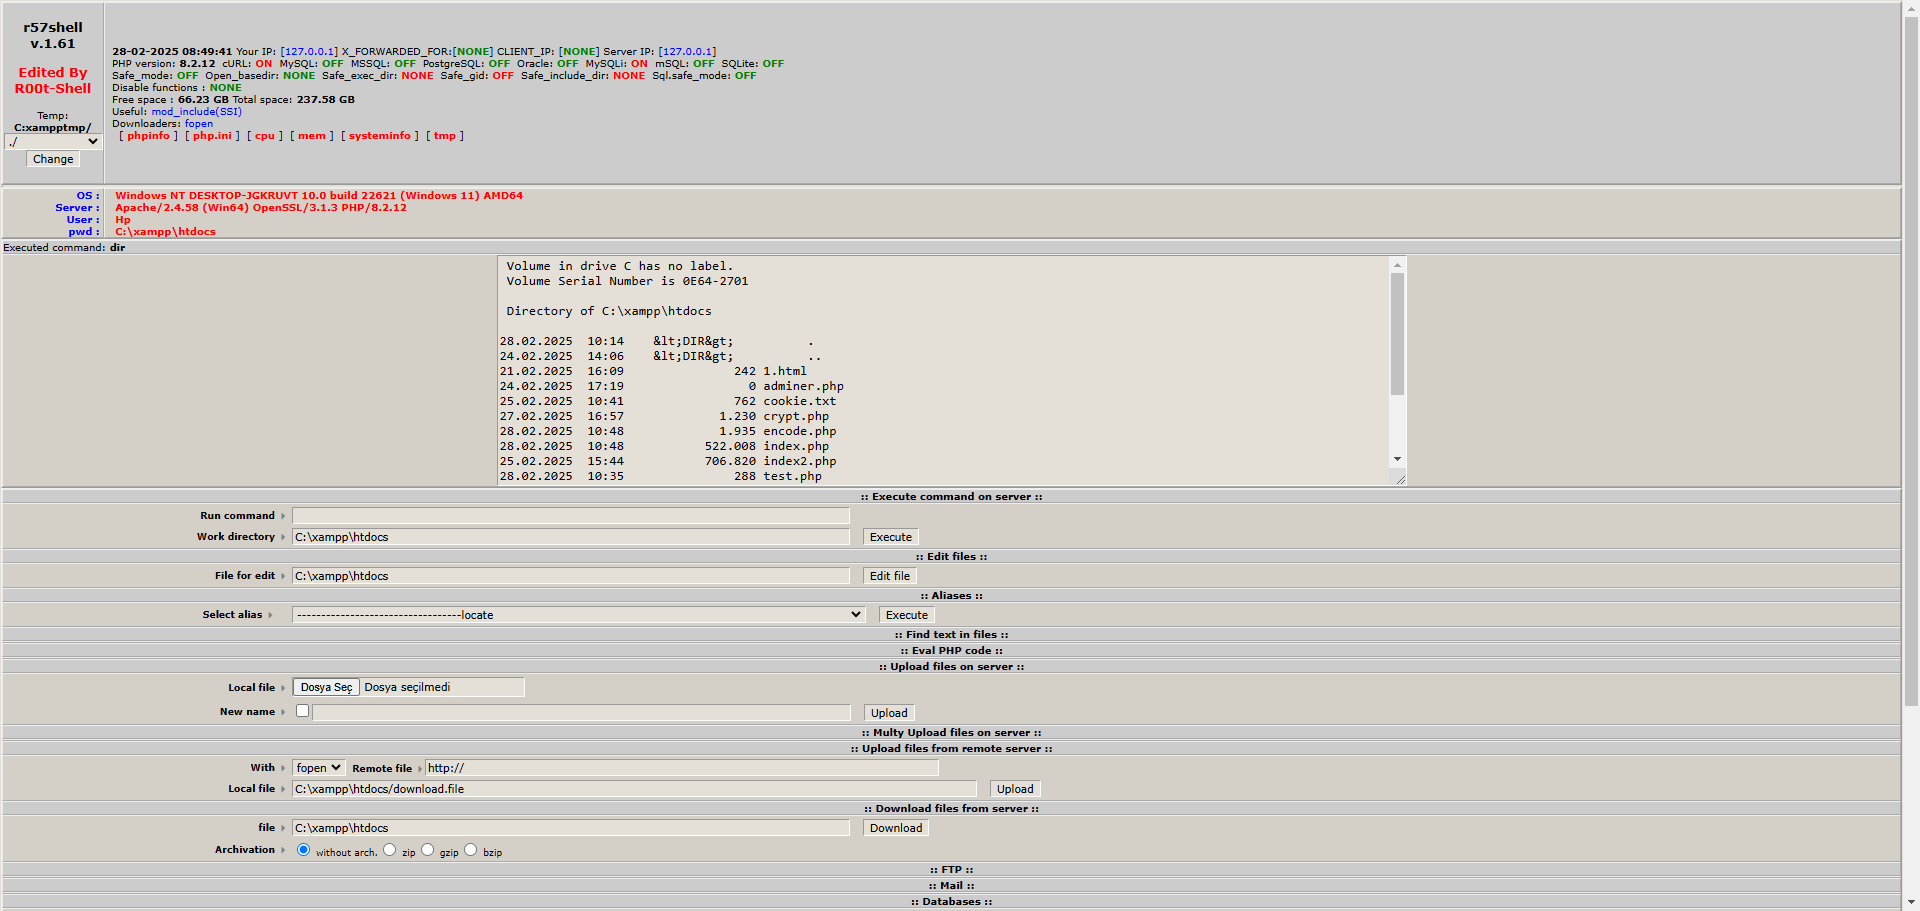 r57shell
v.1.61
Edited By
R00t-Shell
Temp:
C:xampptmp/
./
Change
28-02-2025 08:49:41 Your IP: [127.0.0.1] X_FORWARDED_FOR:[NONE] CLIENT_IP: [NONE] Server IP: [127.0.0.1]
PHP version: 8.2.12 cURL: ON MySQL: OFF MSSQL: OFF PostgreSQL: OFF Oracle: OFF MySQLi: ON mSQL: OFF SQLite: OFF
Safe_mode: OFF Open_basedir: NONE Safe_exec_dir: NONE Safe_gid: OFF Safe_include_dir: NONE Sql.safe_mode: OFF
Disable functions : NONE
Free space : 66.23 GB Total space: 237.58 GB
Useful: mod_include(SSI)
Downloaders: fopen
[ phpinfo ] [ php.ini ] [ cpu ] [ mem ] [ systeminfo ] [ tmp ]
OS : Windows NT DESKTOP-JGKRUVT 10.0 build 22621 (Windows 11) AMD64
Server : Apache/2.4.58 (Win64) OpenSSL/3.1.3 PHP/8.2.12
User : Hp
pwd : C:\xampp\htdocs
Executed command: dir
Volume in drive C has no label.
Volume Serial Number is 0E64-2701
Directory of C:\xampp\htdocs
28.02.2025 10:14 &lt;DIR&gt; .
24.02.2025 14:06 &lt;DIR&gt; ..
21.02.2025 16:09 242 1.html
24.02.2025 17:19 0 adminer.php
25.02.2025 10:41 762 cookie.txt
27.02.2025 16:57 1.230 crypt.php
28.02.2025 10:48 1.935 encode.php
28.02.2025 10:48 522.008 index.php
25.02.2025 15:44 706.820 index2.php
28.02.2025 10:35 288 test.php
:: Execute command on server ::
Run command
Work directory C:\xampp\htdocs Execute
:: Edit files ::
File for edit C:\xampp\htdocs Edit file
:: Aliases ::
Select alias ----------------------------------locate Execute
:: Find text in files ::
:: Eval PHP code ::
:: Upload files on server ::
Local file Dosya Seç Dosya seçilmedi
New name Upload
:: Multy Upload files on server ::
:: Upload files from remote server ::
With fopen Remote file http://
Local file C:\xampp\htdocs/download.file Upload
:: Download files from server ::
file C:\xampp\htdocs Download
Archivation without arch. zip gzip bzip
:: FTP ::
:: Mail ::
:: Databases ::